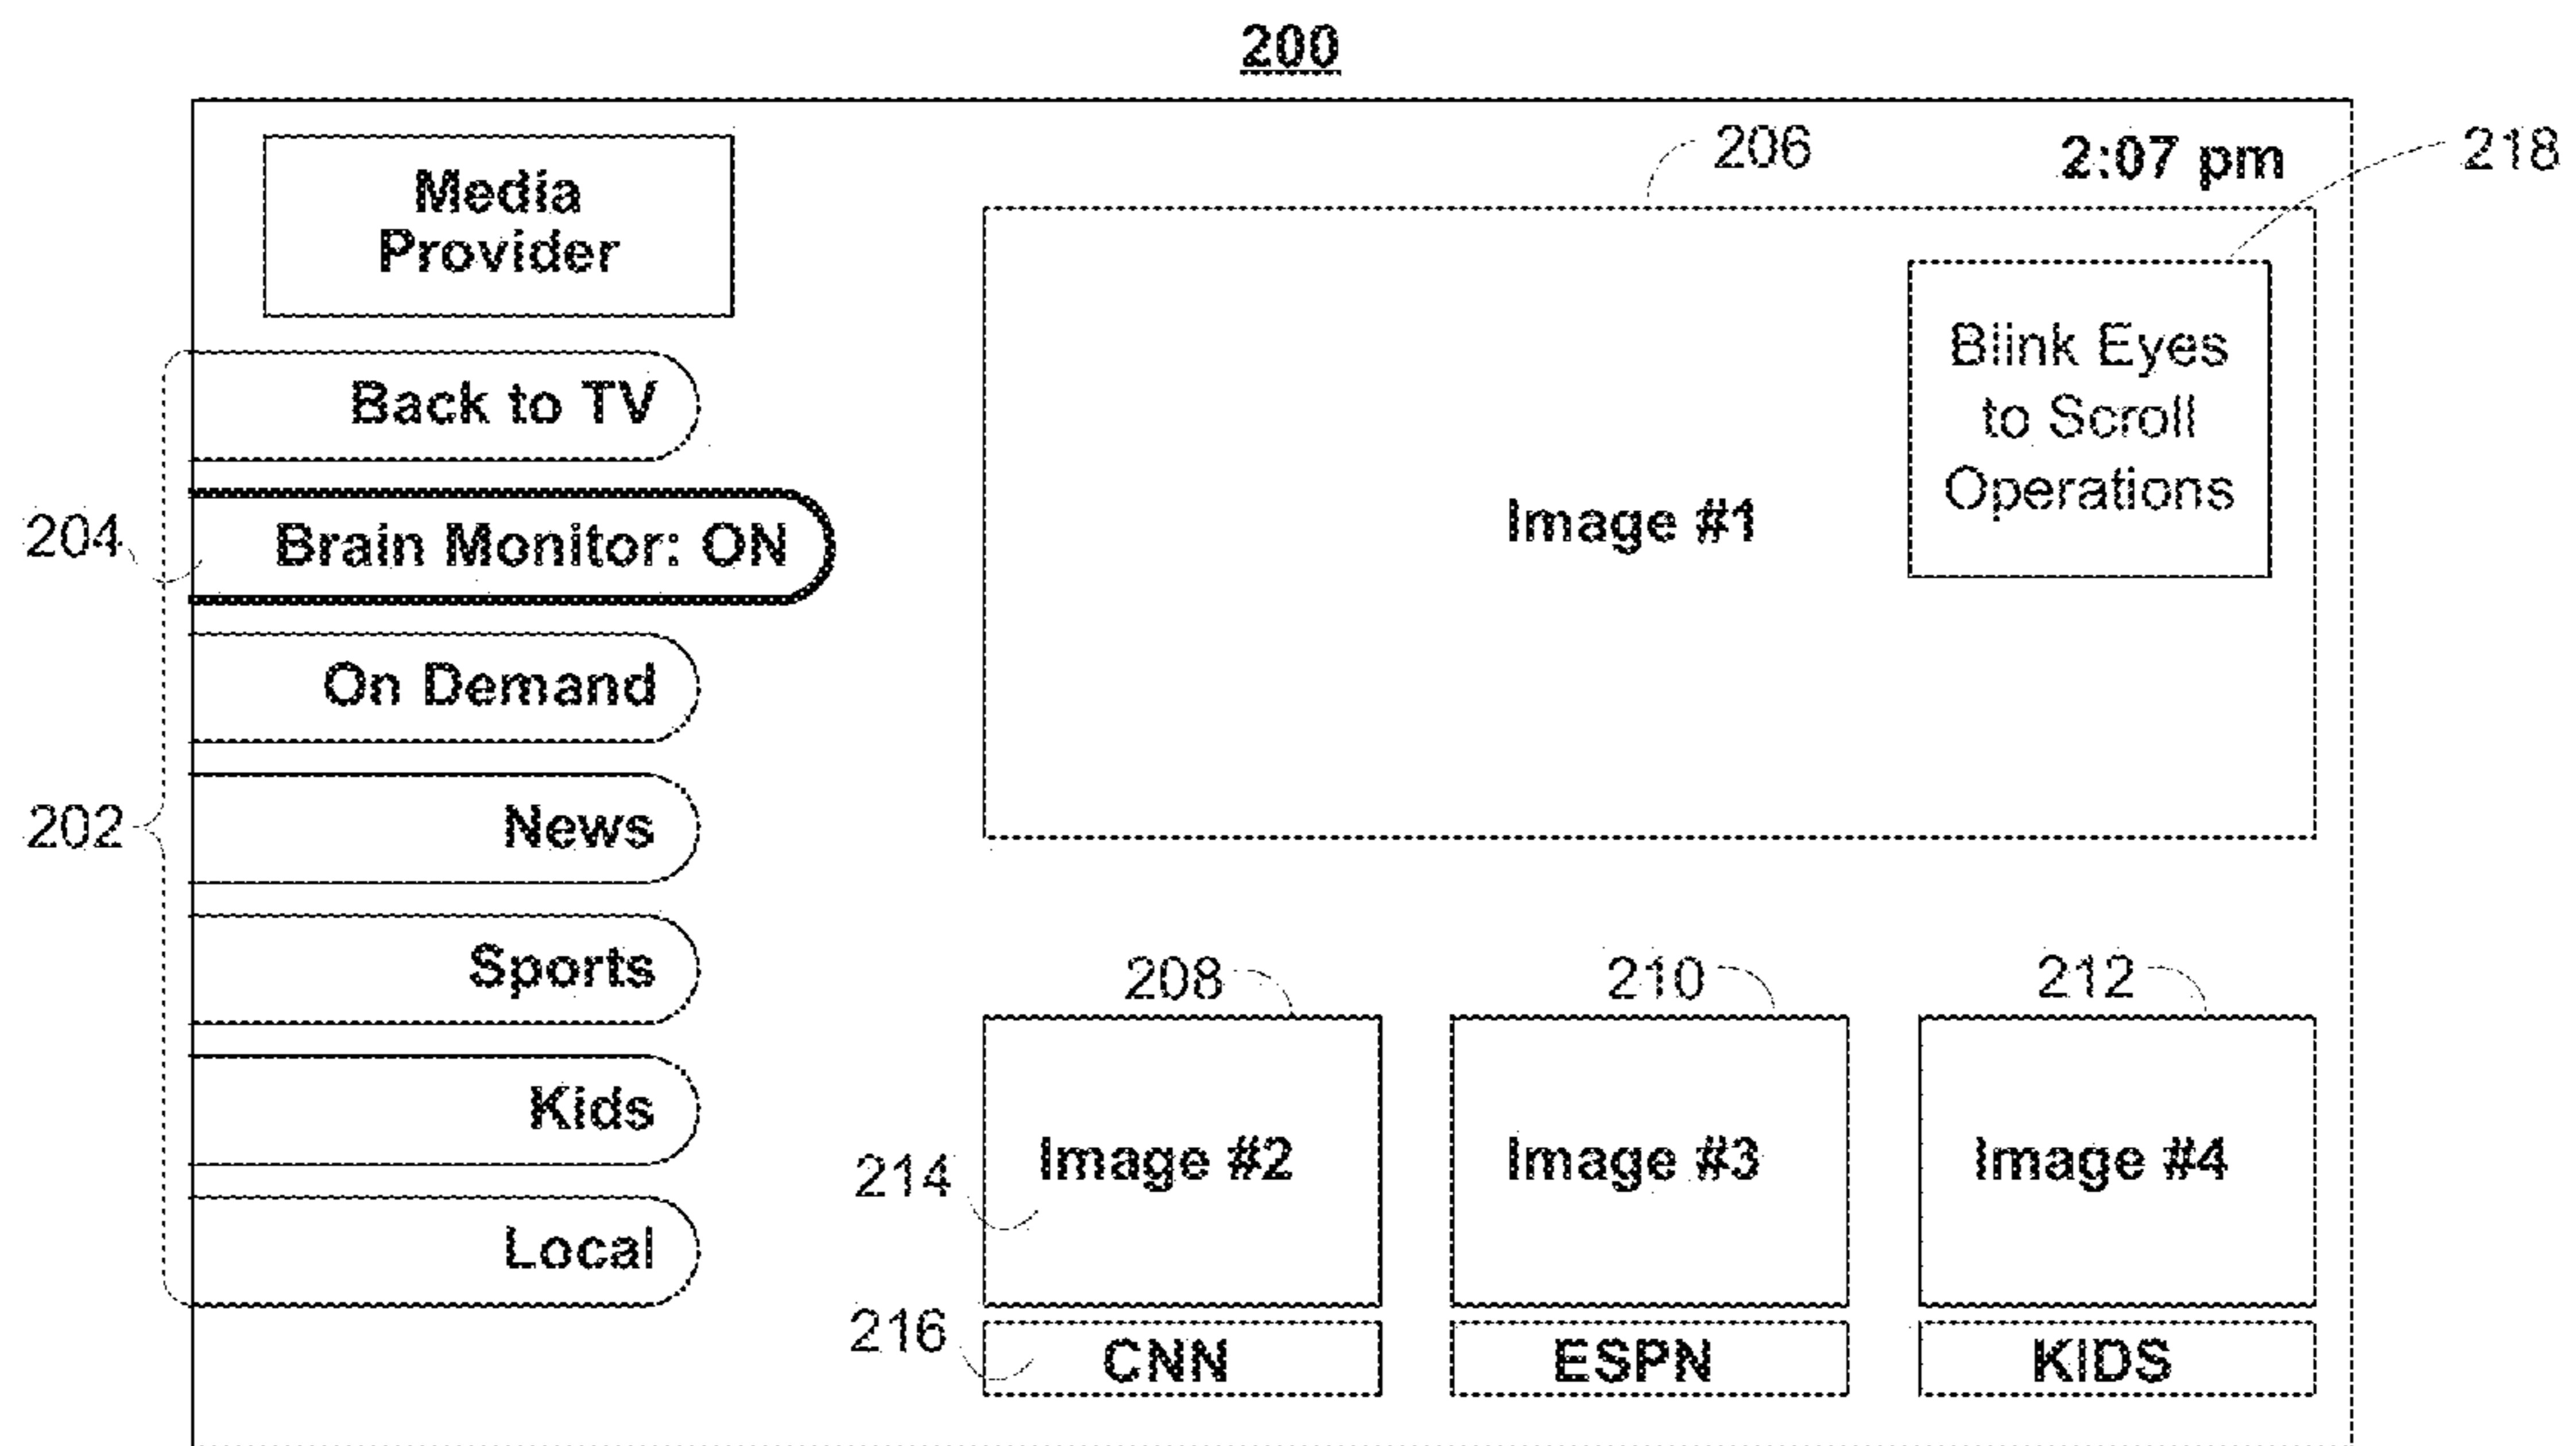 200
206
2:07 pm
218
Media
Provider
Back to TV
204
Brain Monitor: ON
On Demand
202
News
Sports
Kids
Local
Image #1
Blink Eyes
to Scroll
Operations
208
210
212
214
Image #2
Image #3
Image #4
216
CNN
ESPN
KIDS